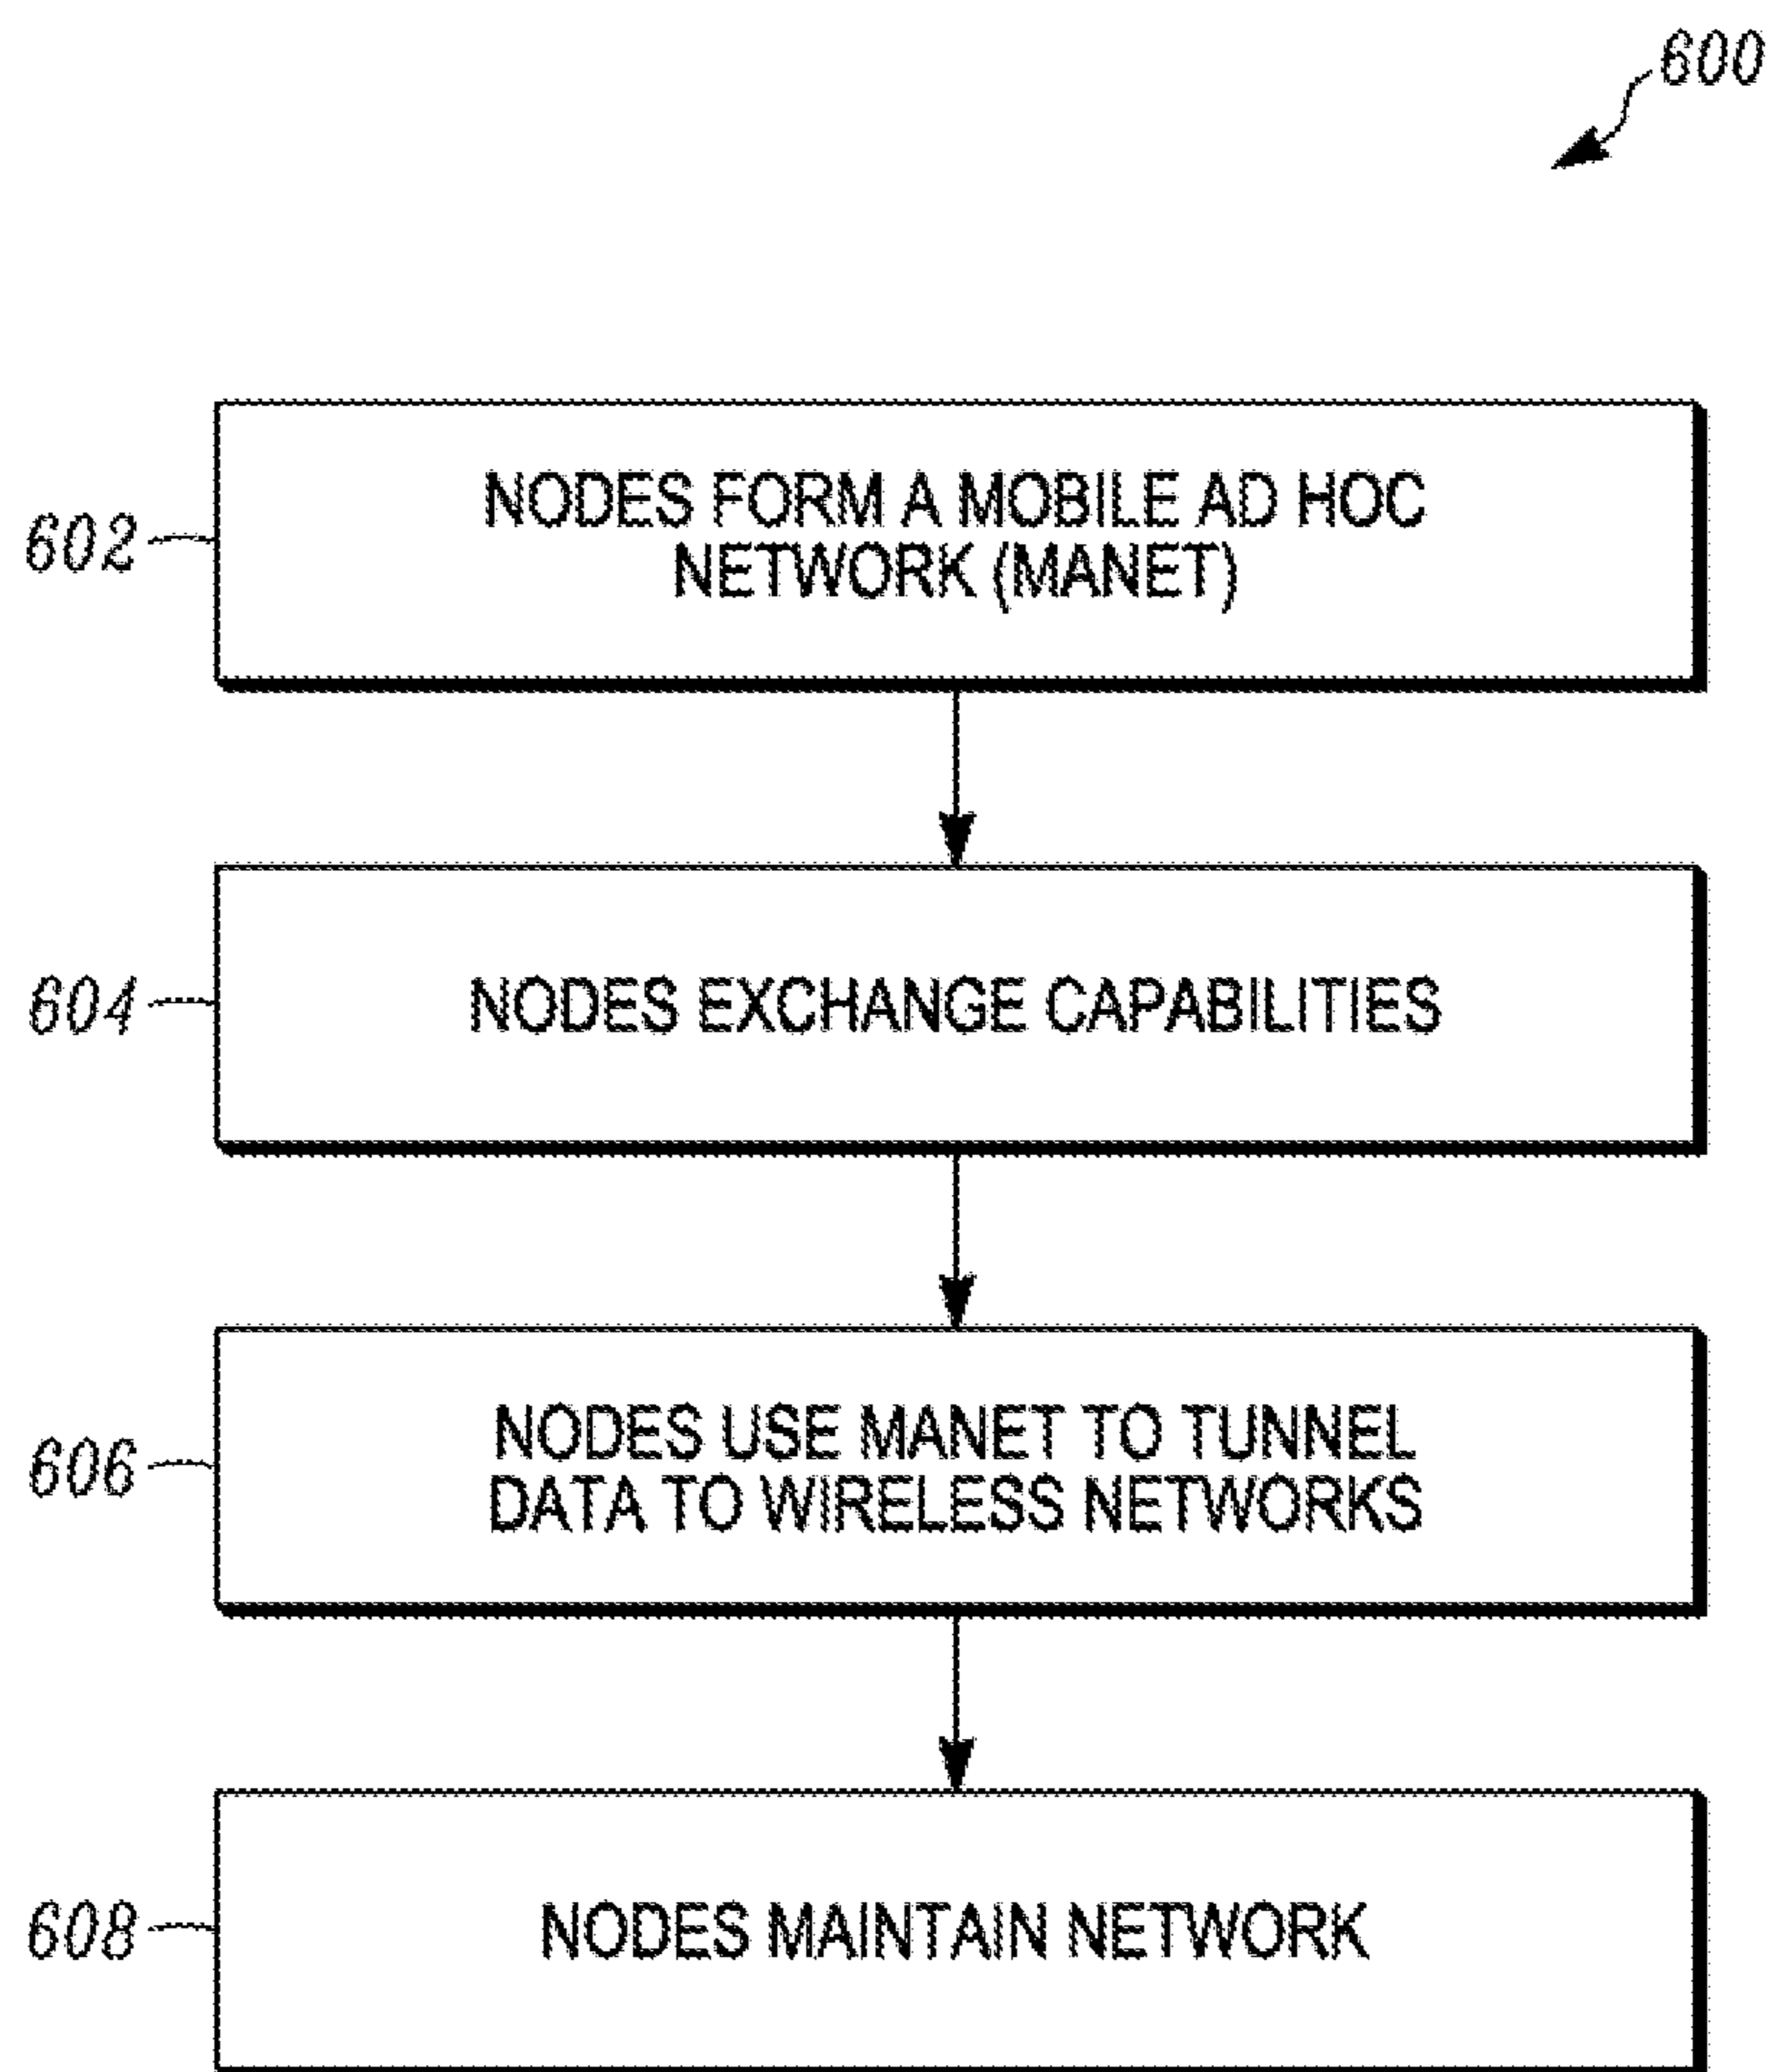 600
602
NODES FORM A MOBILE AD HOC
NETWORK (MANET)
604
NODES EXCHANGE CAPABILITIES
606
NODES USE MANET TO TUNNEL
DATA TO WIRELESS NETWORKS
608
NODES MAINTAIN NETWORK